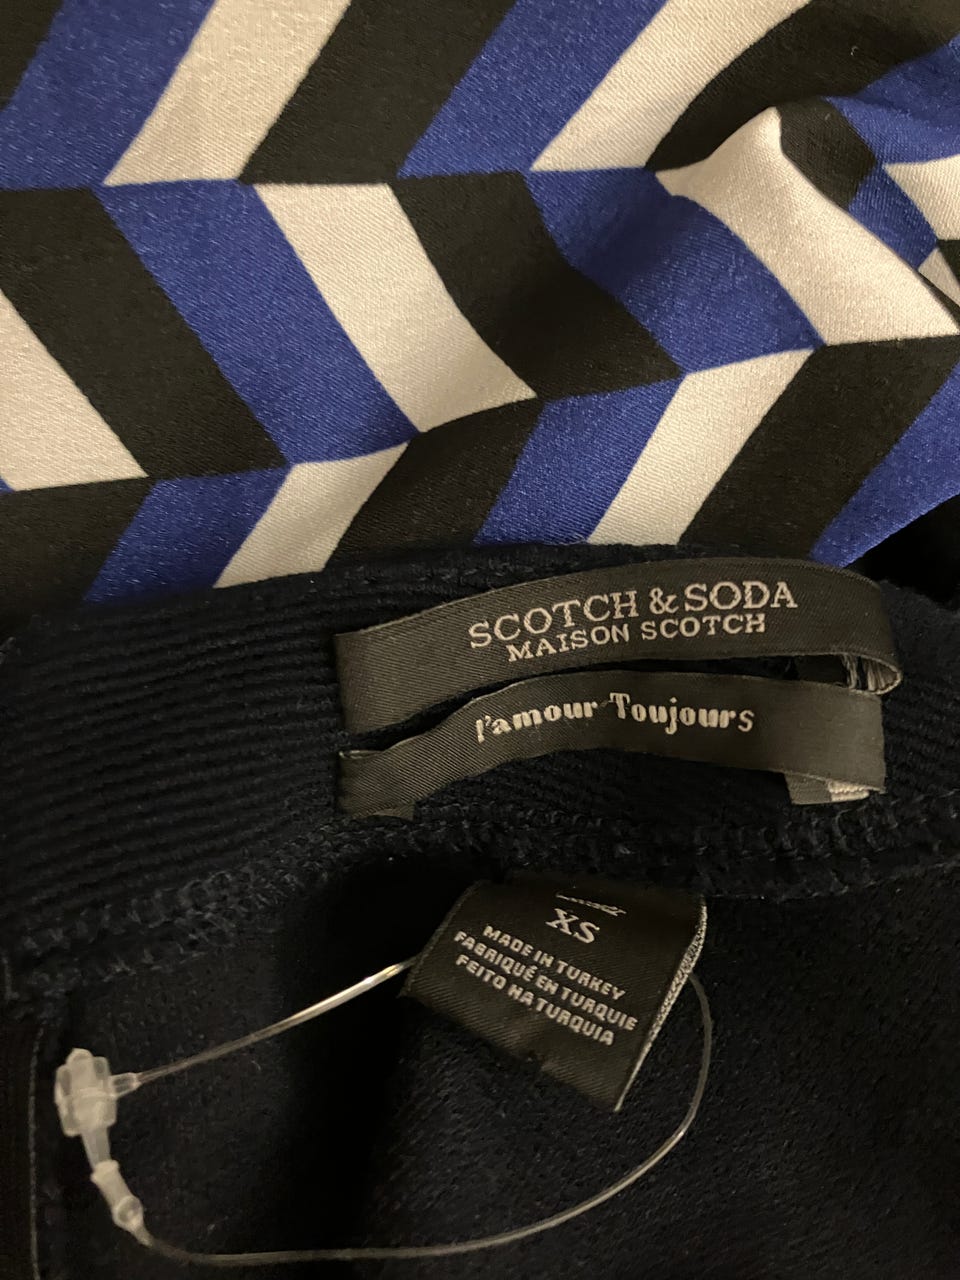 SCOTCH & SODA
MAISON SCOTCH
l'amour Toujours
XS
MADE IN TURKEY
FABRIQUÉ EN TURQUIE
FEITO NA TURQUIA